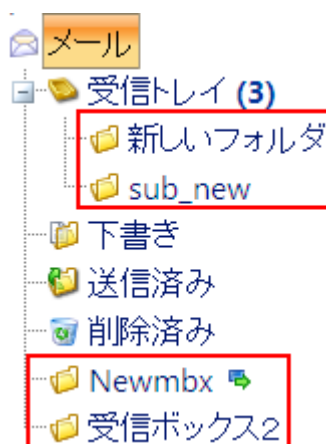 メール
受信トレイ (3)
新しいフォルダ
sub_new
下書き
送信済み
削除済み
Newmbx
受信ボックス2